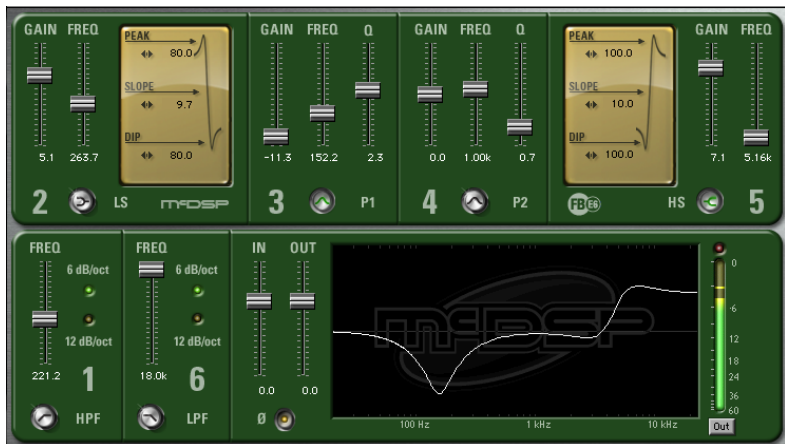 GAIN FREQ
PEAK
80.0
SLOPE
9.7
DIP
80.0
5.1 263.7
2 LS McDSP
GAIN FREQ Q
-11.3 152.2 2.3
3 P1
GAIN FREQ Q
0.0 1.00k 0.7
4 P2
PEAK
100.0
SLOPE
10.0
DIP
100.0
GAIN FREQ
7.1 5.16k
FB E6 HS 5
FREQ
6 dB/oct
12 dB/oct
221.2
1
HPF
FREQ
6 dB/oct
12 dB/oct
18.0k
6
LPF
IN OUT
0.0 0.0
Ø
McDSP
100 Hz 1 kHz 10 kHz
0
-6
12
18
24
36
60
Out